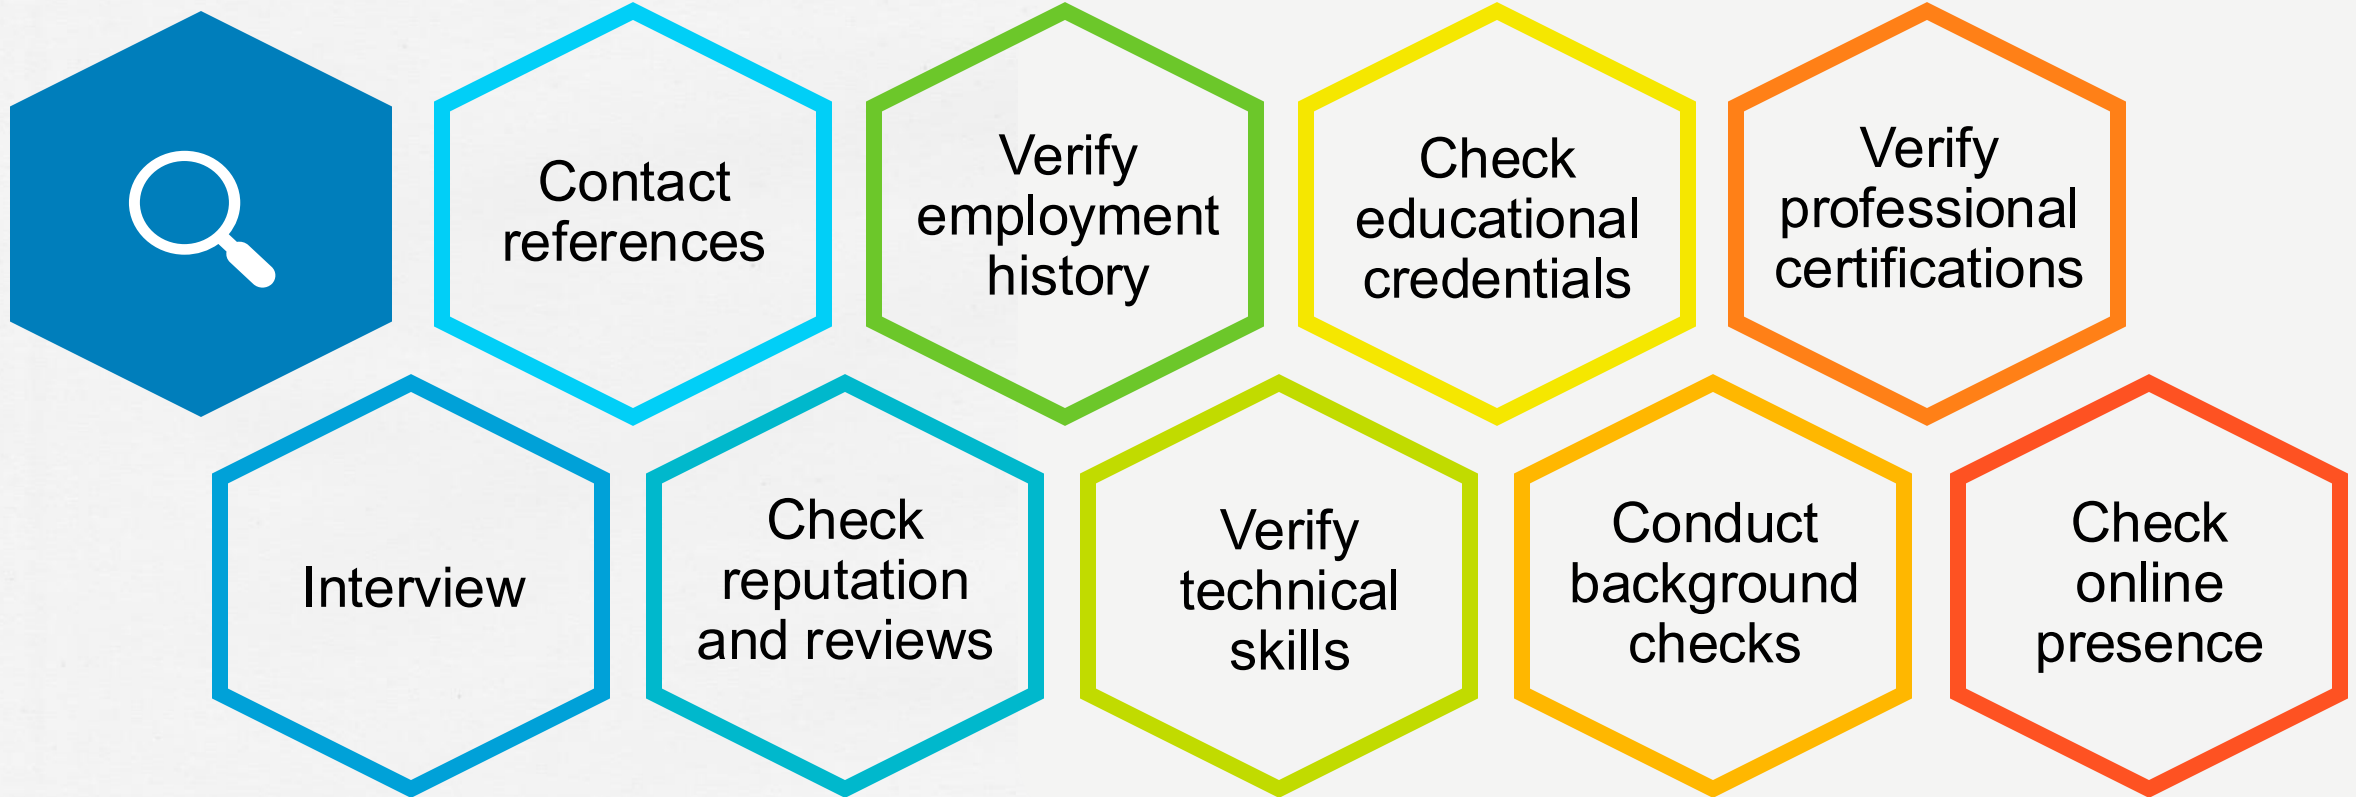 Contact
references
Verify
employment
history
Check
educational
credentials
Verify
professional
certifications
Interview
Check
reputation
and reviews
Verify
technical
skills
Conduct
background
checks
Check
online
presence